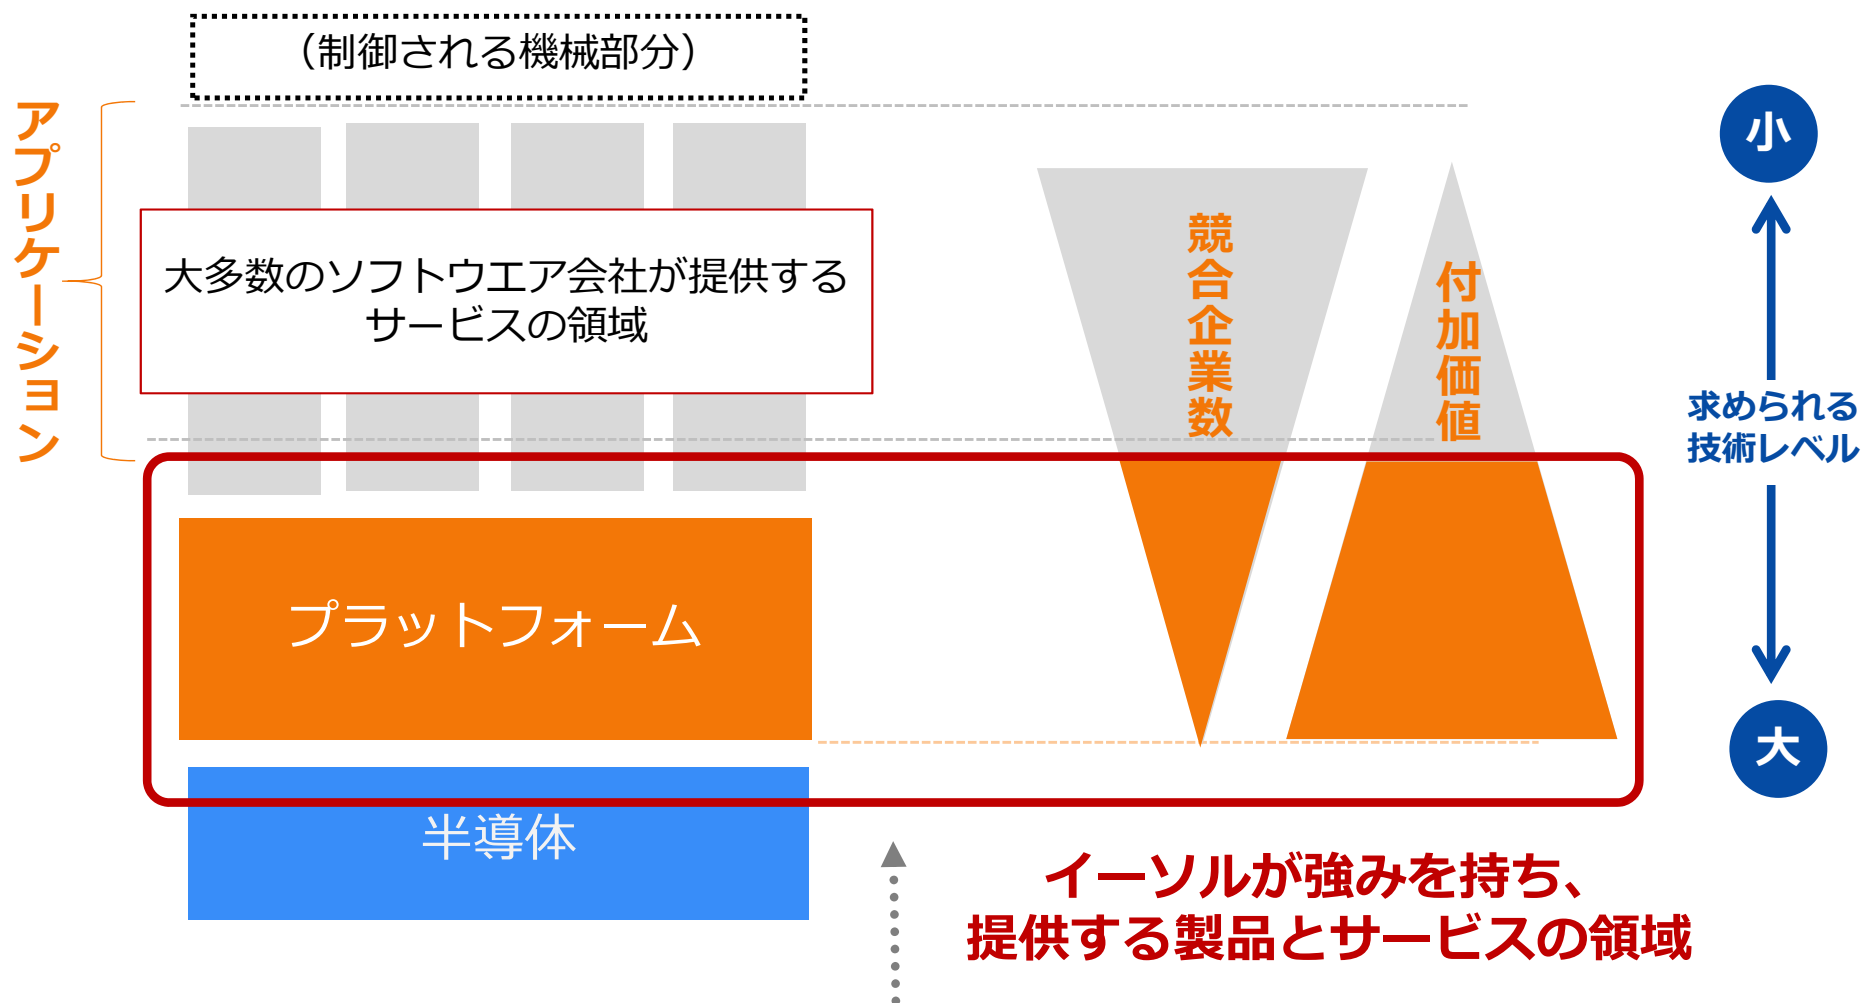 （制御される機械部分）
アプリケーション
大多数のソフトウエア会社が提供する
サービスの領域
競合企業数
付加価値
小
求められる
技術レベル
大
プラットフォーム
半導体
イーソルが強みを持ち、
提供する製品とサービスの領域